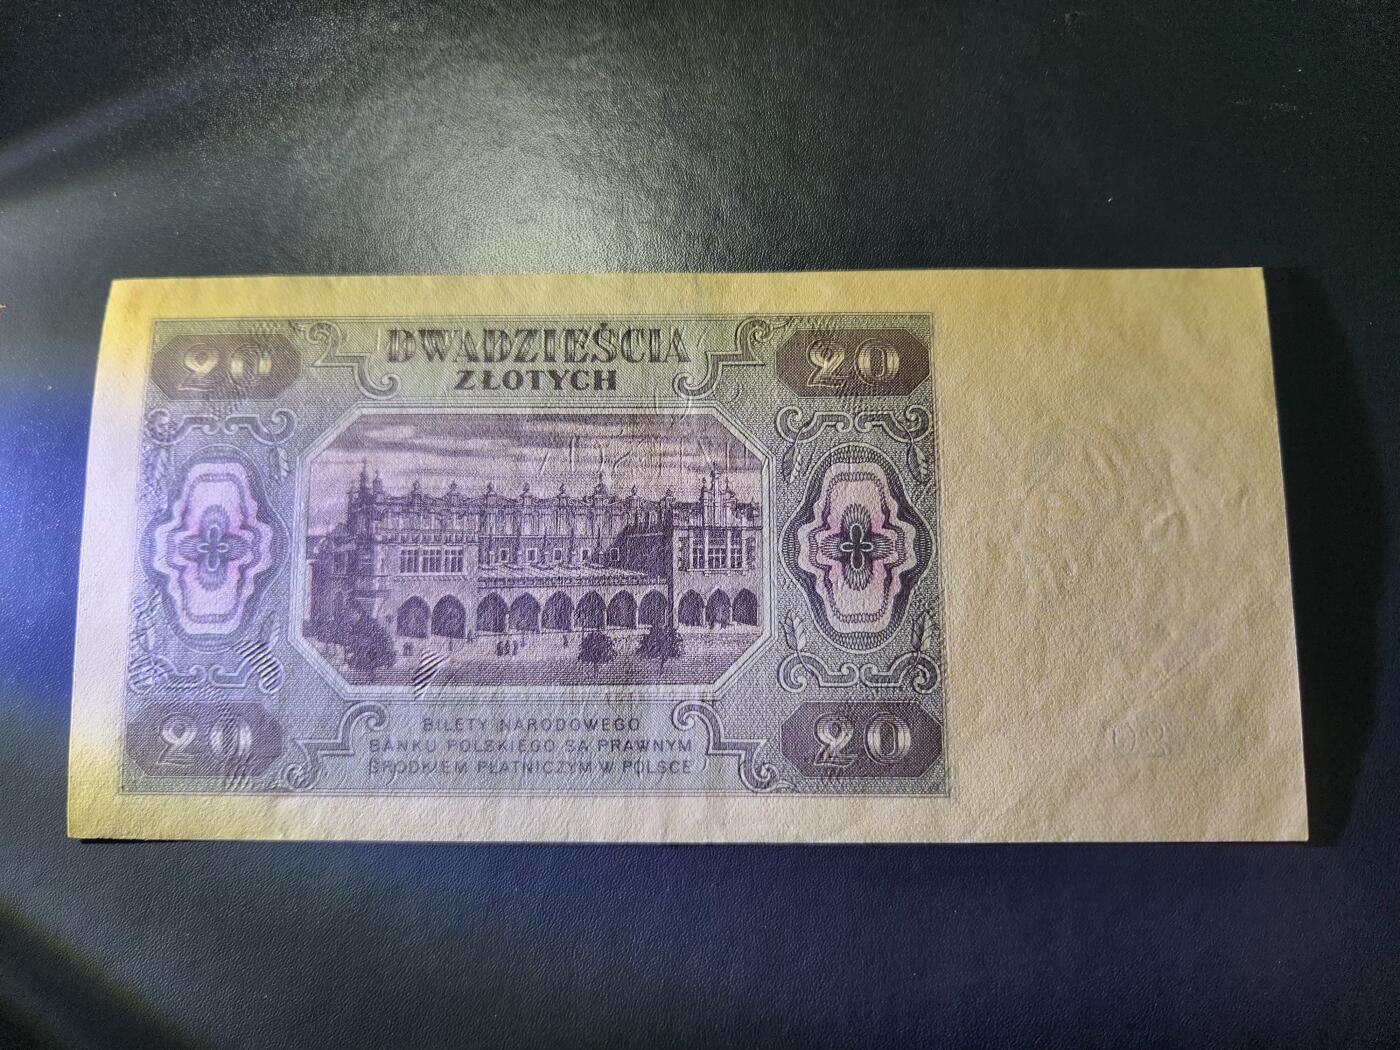 20 DWADZIEŚCIA 20
ZŁOTYCH
20 BILETY NARODOWEGO 20
BANKU POLSKIEGO SĄ PRAWNYM
ŚRODKIEM PŁATNICZYM W POLSCE